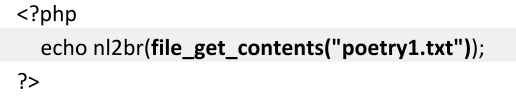 <?php
echo nl2br(file_get_contents("poetry1.txt"));
?>